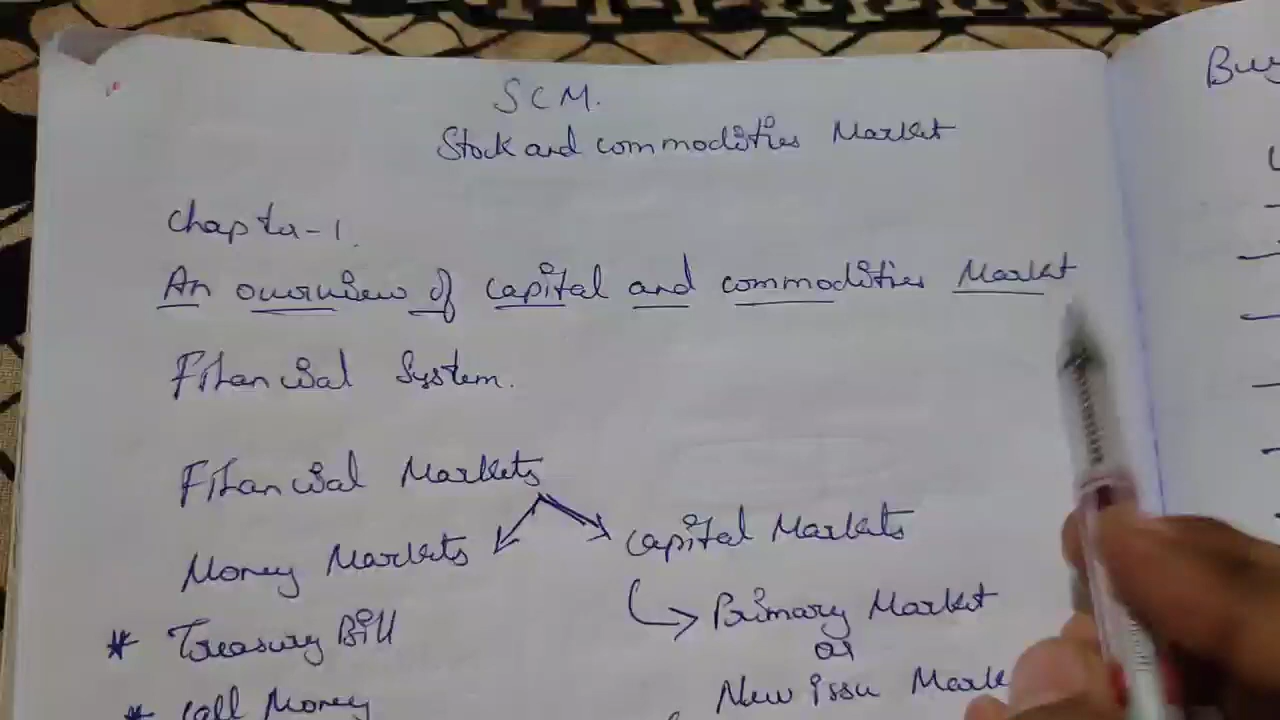 SCM.
Stock and commodities Market
Chapter-1.
An overview of capital and commodities Market
Financial System.
Financial Markets
Money Markets
Capital Markets
* Treasury Bill
Primary Market
or
New issue
* Call Money